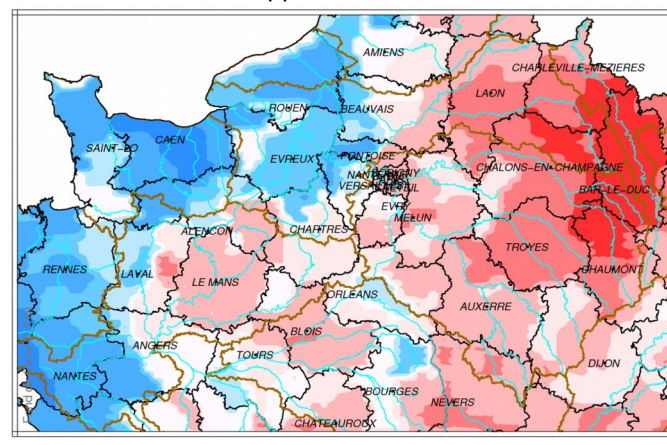 AMIENS
CHARLEVILLE-MEZIERES
LAON
ROUEN
BEAUVAIS
SAINT-LO
CAEN
EVREUX
PONTOISE
CHALONS-EN-CHAMPAGNE
BAR-LE-DUC
EVRY
MELUN
ALENCON
CHARTRES
TROYES
RENNES
LAVAL
LE MANS
CHAUMONT
ORLEANS
AUXERRE
BLOIS
ANGERS
TOURS
DIJON
NANTES
BOURGES
NEVERS
CHATEAUROUX